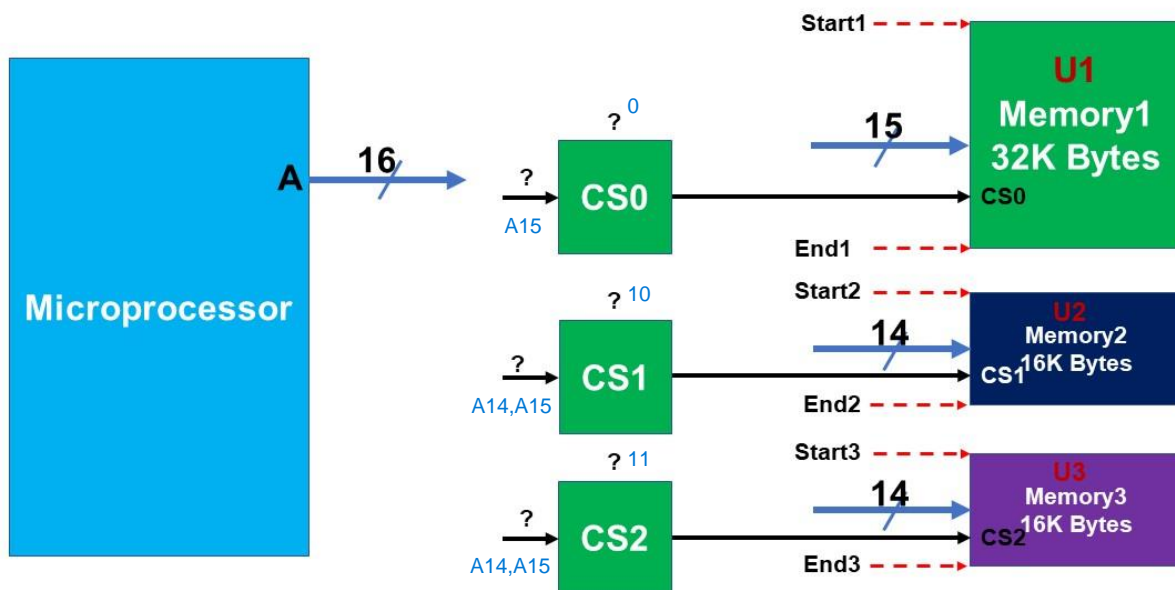 Start1
U1
Memory1
32K Bytes
CS0
End1
15
? 0
?
A15
CS0
A
16
Microprocessor
Start2
U2
Memory2
16K Bytes
CS1
End2
14
? 10
?
A14,A15
CS1
Start3
U3
Memory3
16K Bytes
CS2
End3
14
? 11
?
A14,A15
CS2